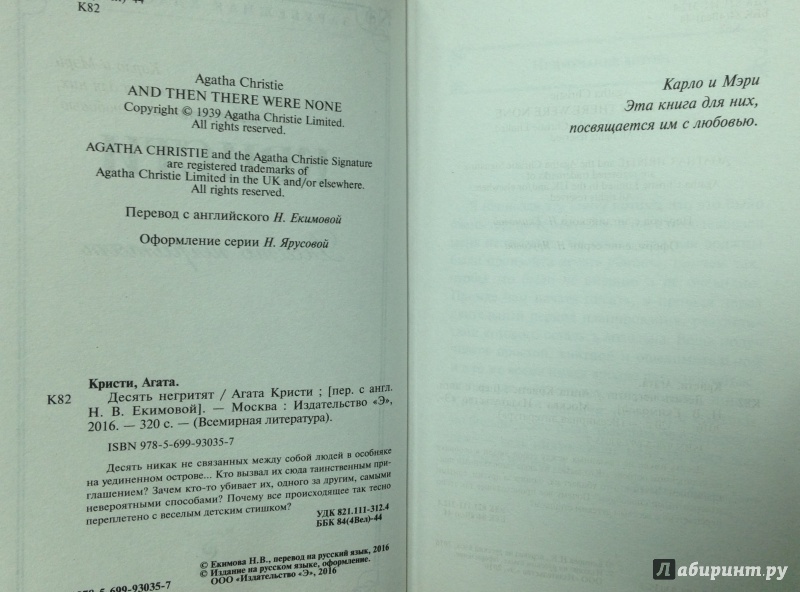 К82
Agatha Christie
AND THEN THERE WERE NONE
Copyright © 1939 Agatha Christie Limited.
All rights reserved.
AGATHA CHRISTIE and the Agatha Christie Signature
are registered trademarks of
Agatha Christie Limited in the UK and/or elsewhere.
All rights reserved.
Перевод с английского Н. Екимовой
Оформление серии Н. Ярусовой
Кристи, Агата.
К82 Десять негритят / Агата Кристи ; [пер. с англ.
Н. В. Екимовой]. — Москва : Издательство «Э»,
2016. — 320 с. — (Всемирная литература).
ISBN 978-5-699-93035-7
Десять никак не связанных между собой людей в особняке
на уединенном острове... Кто вызвал их сюда таинственным при-
глашением? Зачем кто-то убивает их, одного за другим, самыми
невероятными способами? Почему все происходящее так тесно
переплетено с веселым детским стишком?
УДК 821.111-312.4
ББК 84(4Вел)-44
© Екимова Н.В., перевод на русский язык, 2016
© Издание на русском языке, оформление.
ООО «Издательство «Э», 2016
978-5-699-93035-7
Карло и Мэри
Эта книга для них,
посвящается им с любовью.
Лабиринт.ру